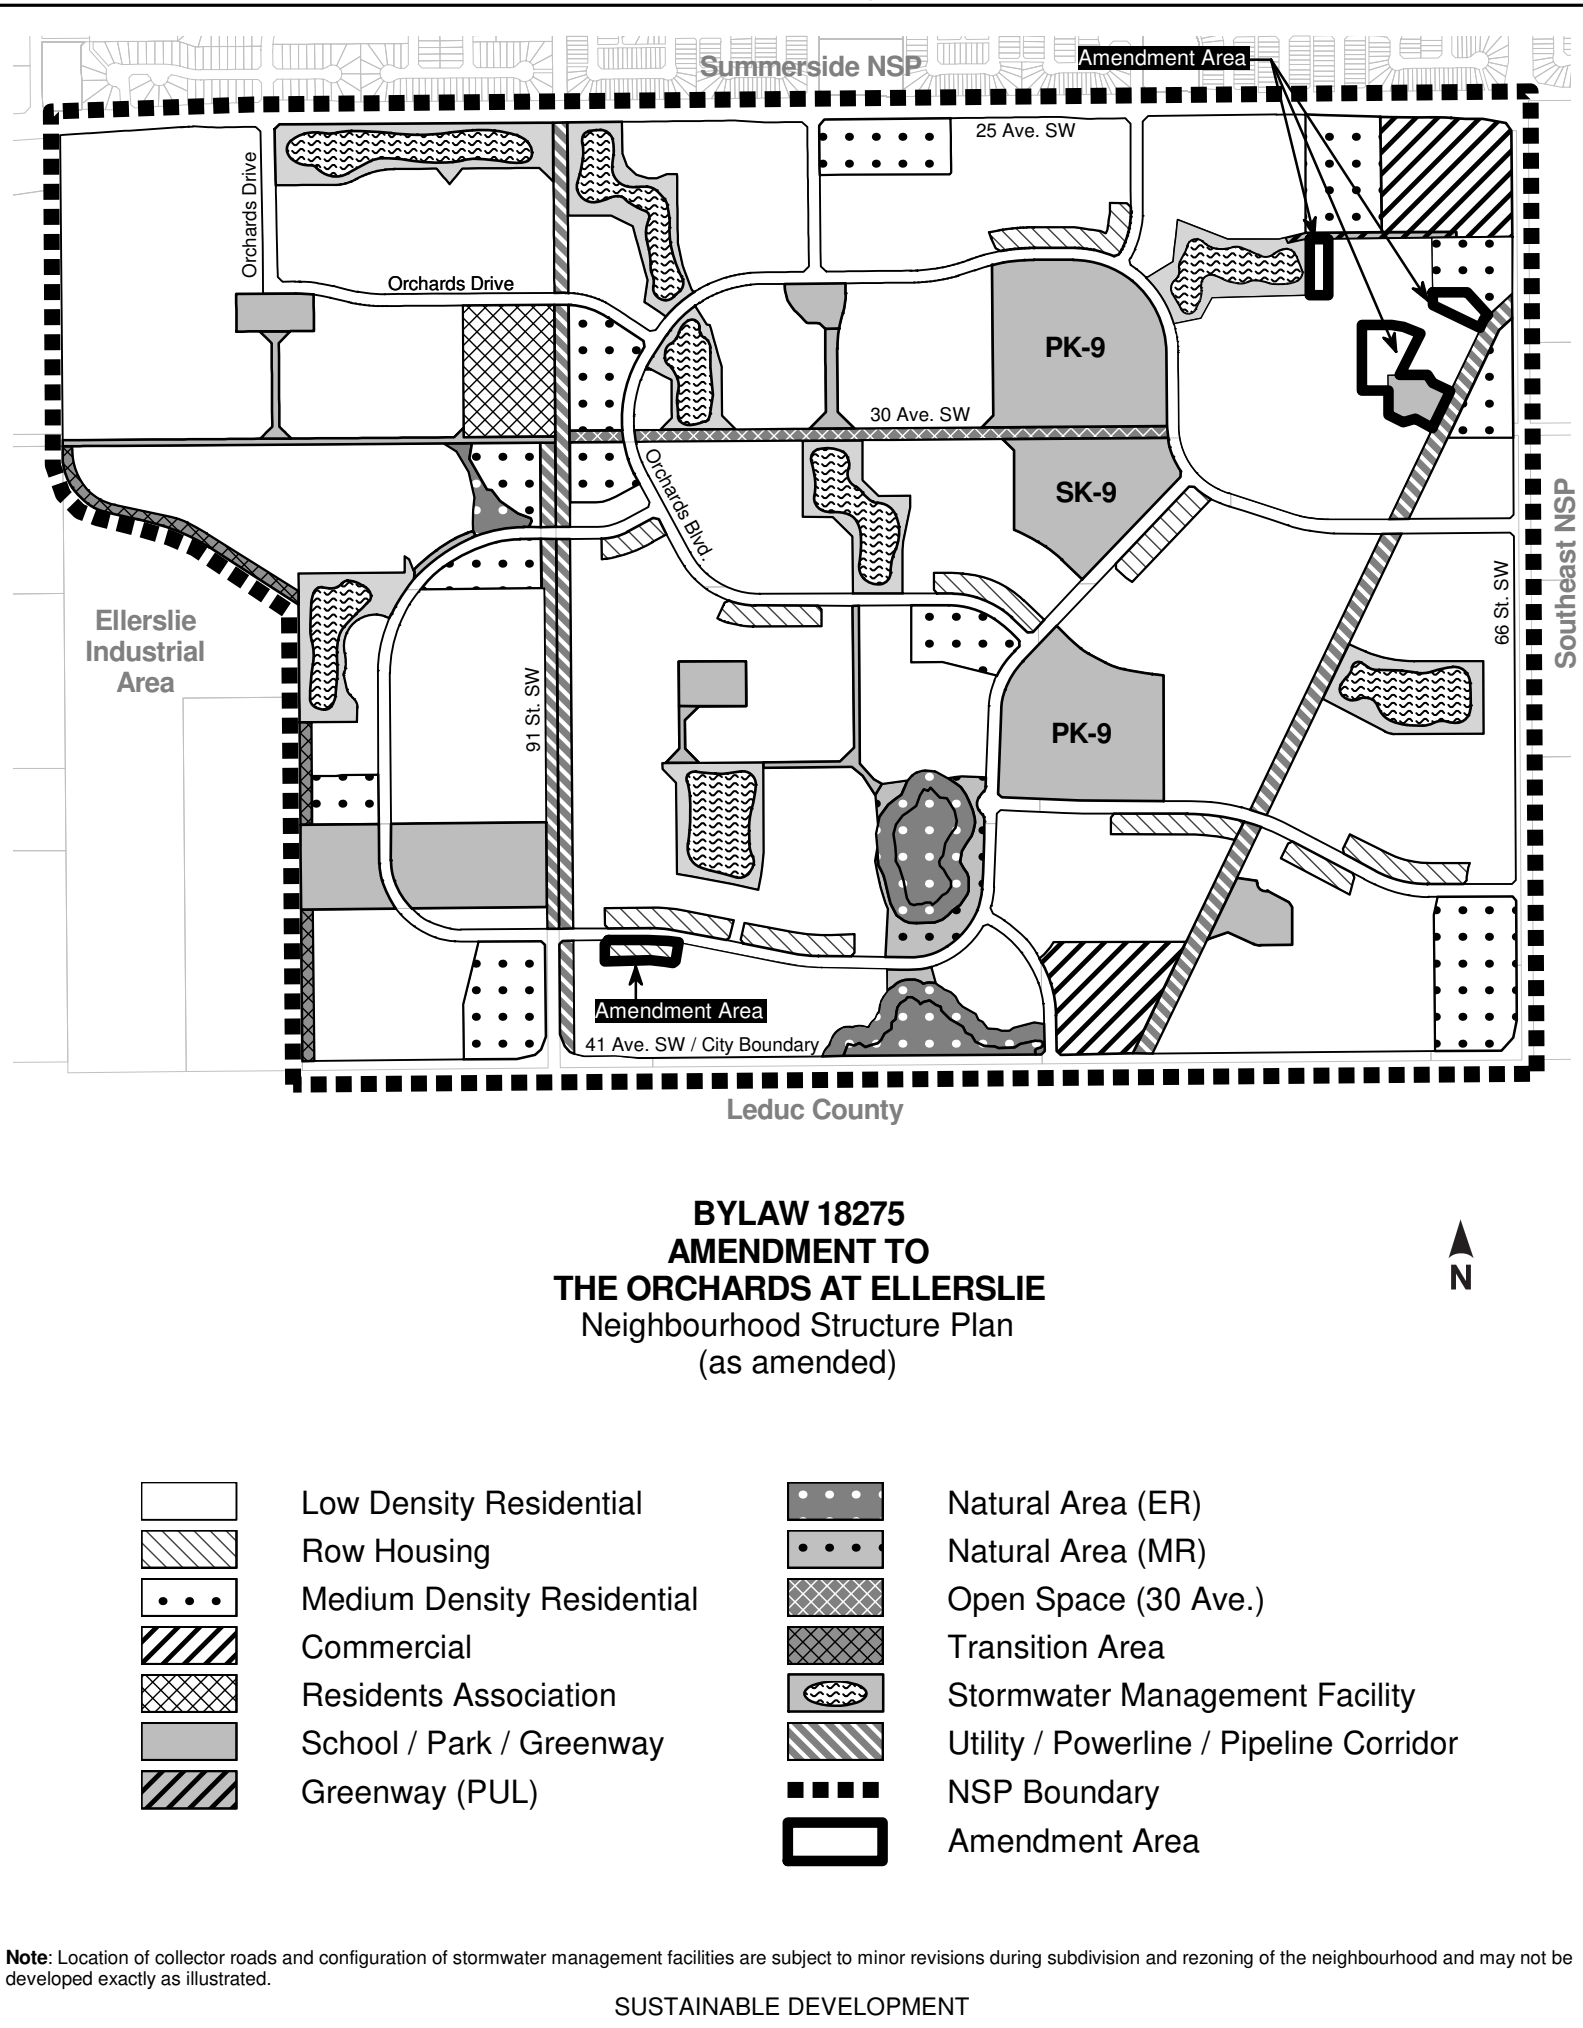 Summerside NSP
Amendment Area
25 Ave. SW
Orchards Drive
Orchards Drive
PK-9
30 Ave. SW
Orchards Blvd.
SK-9
Southeast NSP
66 St. SW
Ellerslie
Industrial
Area
91 St. SW
PK-9
Amendment Area
41 Ave. SW / City Boundary
Leduc County
BYLAW 18275
AMENDMENT TO
THE ORCHARDS AT ELLERSLIE
Neighbourhood Structure Plan
(as amended)
N
Low Density Residential
Row Housing
Medium Density Residential
Commercial
Residents Association
School / Park / Greenway
Greenway (PUL)
Natural Area (ER)
Natural Area (MR)
Open Space (30 Ave.)
Transition Area
Stormwater Management Facility
Utility / Powerline / Pipeline Corridor
NSP Boundary
Amendment Area
Note: Location of collector roads and configuration of stormwater management facilities are subject to minor revisions during subdivision and rezoning of the neighbourhood and may not be
developed exactly as illustrated.
SUSTAINABLE DEVELOPMENT